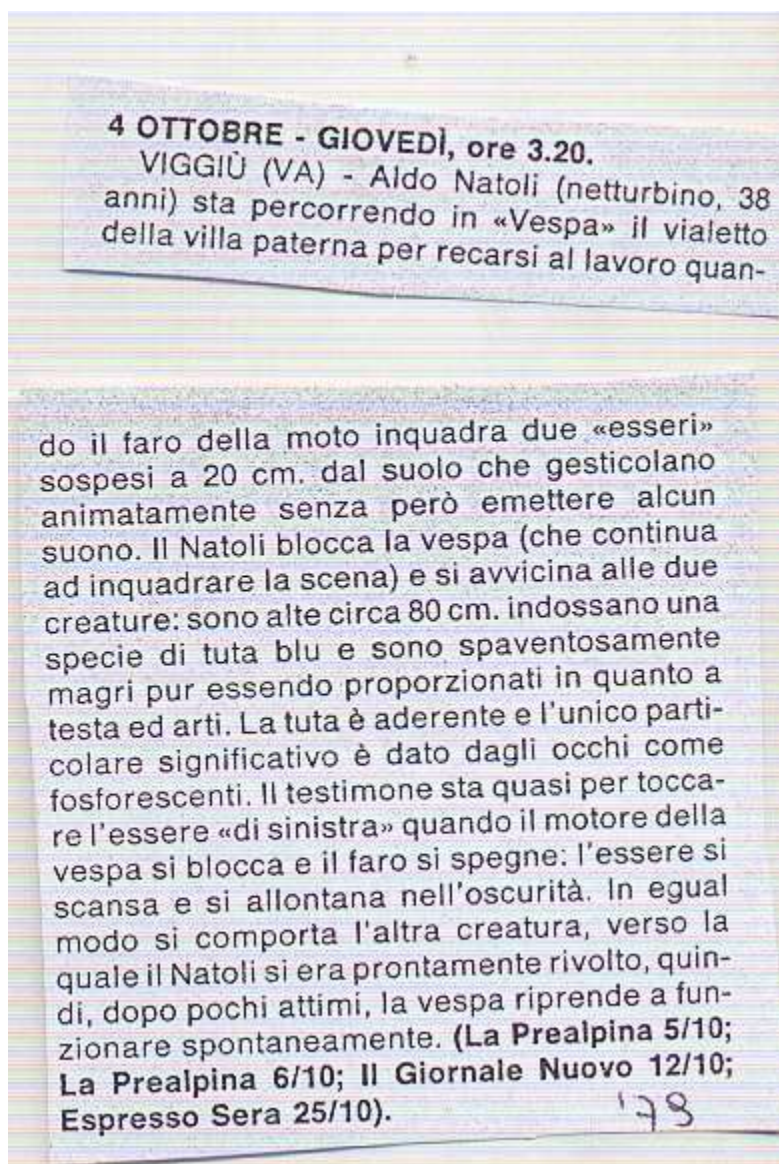 4 OTTOBRE - GIOVEDÌ, ore 3.20.
VIGGIÙ (VA) - Aldo Natoli (netturbino, 38
anni) sta percorrendo in «Vespa» il vialetto
della villa paterna per recarsi al lavoro quan-
do il faro della moto inquadra due «esseri»
sospesi a 20 cm. dal suolo che gesticolano
animatamente senza però emettere alcun
suono. Il Natoli blocca la vespa (che continua
ad inquadrare la scena) e si avvicina alle due
creature: sono alte circa 80 cm. indossano una
specie di tuta blu e sono spaventosamente
magri pur essendo proporzionati in quanto a
testa ed arti. La tuta è aderente e l'unico parti-
colare significativo è dato dagli occhi come
fosforescenti. Il testimone sta quasi per tocca-
re l'essere «di sinistra» quando il motore della
vespa si blocca e il faro si spegne: l'essere si
scansa e si allontana nell'oscurità. In egual
modo si comporta l'altra creatura, verso la
quale il Natoli si era prontamente rivolto, quin-
di, dopo pochi attimi, la vespa riprende a fun-
zionare spontaneamente. (La Prealpina 5/10;
La Prealpina 6/10; Il Giornale Nuovo 12/10;
Espresso Sera 25/10).